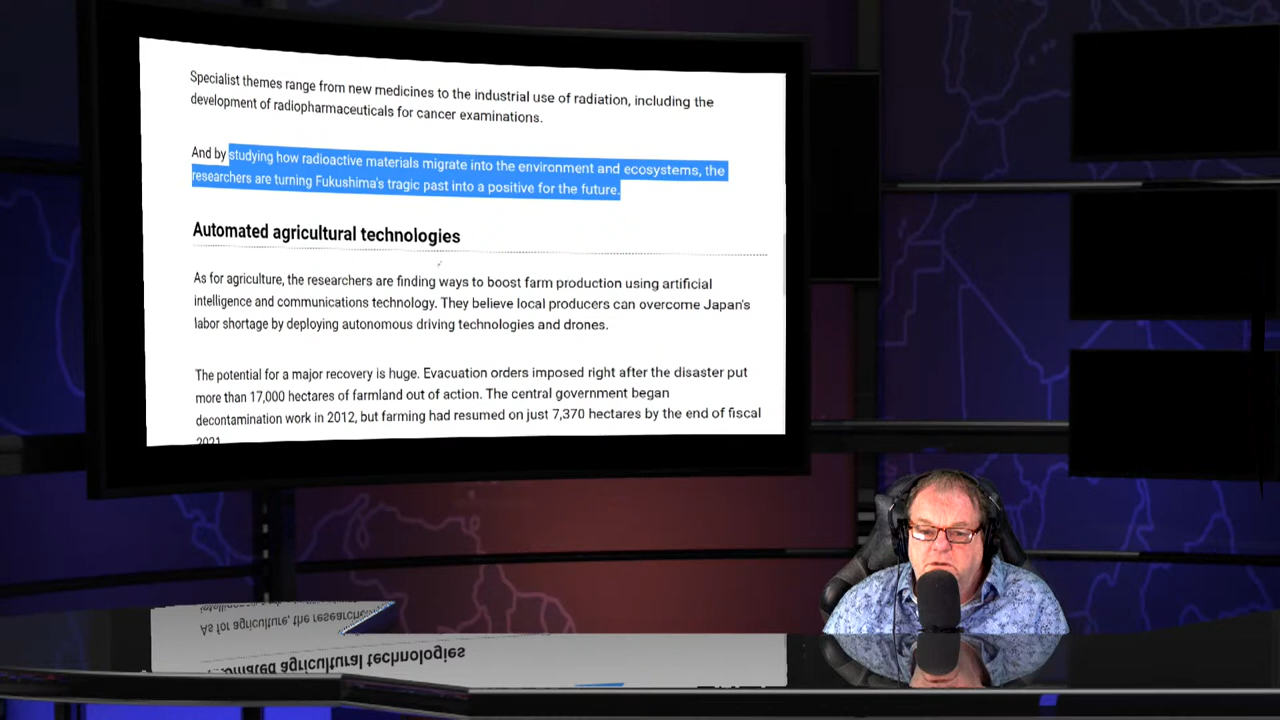 Specialist themes range from new medicines to the industrial use of radiation, including the
development of radiopharmaceuticals for cancer examinations.
And by studying how radioactive materials migrate into the environment and ecosystems, the
researchers are turning Fukushima's tragic past into a positive for the future.
Automated agricultural technologies
As for agriculture, the researchers are finding ways to boost farm production using artificial
intelligence and communications technology. They believe local producers can overcome Japan's
labor shortage by deploying autonomous driving technologies and drones.
The potential for a major recovery is huge. Evacuation orders imposed right after the disaster put
more than 17,000 hectares of farmland out of action. The central government began
decontamination work in 2012, but farming had resumed on just 7,370 hectares by the end of fiscal
2021
As for agriculture, the researche
omated agricultural technologies